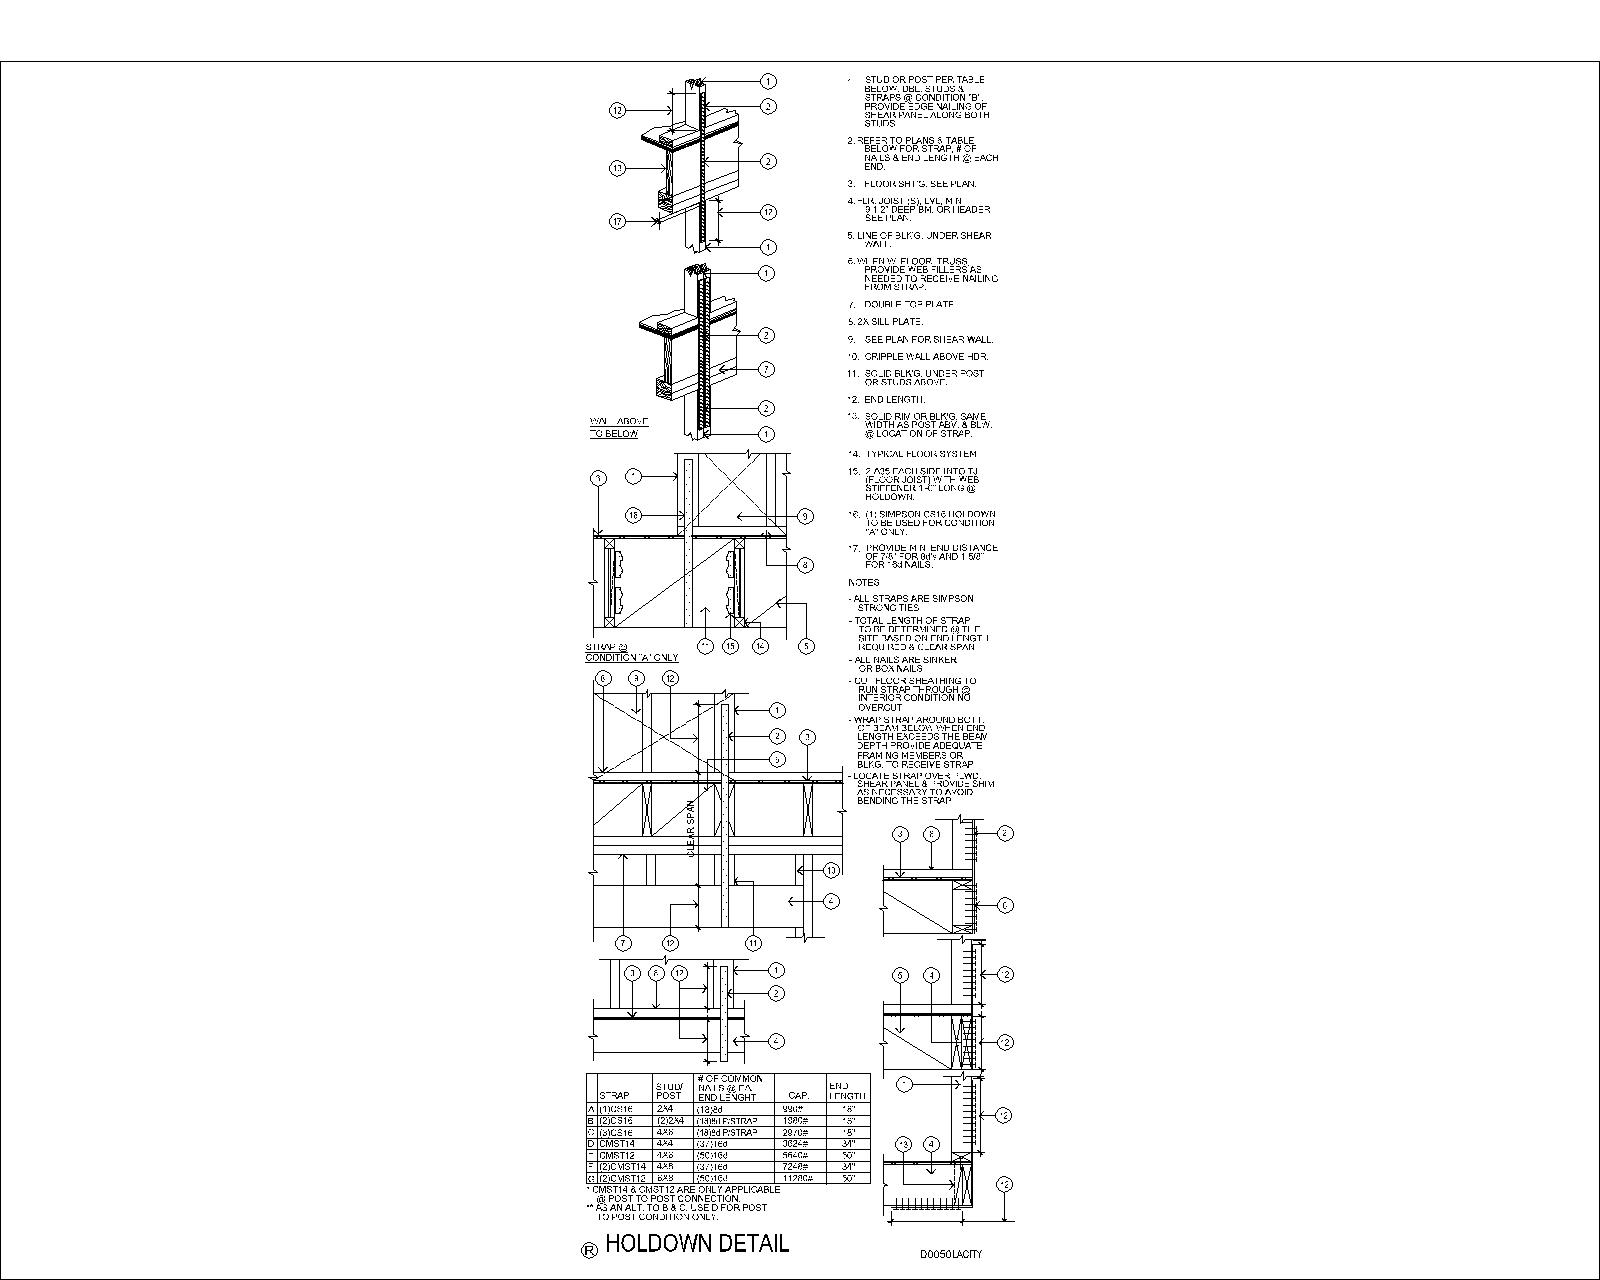 1. STUD OR POST PER TABLE
BELOW. DBL. STUDS &
STRAPS @ CONDITION "B".
PROVIDE EDGE NAILING OF
SHEAR PANEL ALONG BOTH
STUDS
2. REFER TO PLANS & TABLE
BELOW FOR STRAP, # OF
NAILS & END LENGTH @ EACH
END.
3. FLOOR SHT'G. SEE PLAN.
4. FLR. JOIST (S), LVL, MIN
9 1/2" DEEP BM. OR HEADER
SEE PLAN.
5. LINE OF BLK'G. UNDER SHEAR
WALL.
6. WHEN W/ FLOOR TRUSS,
PROVIDE WEB FILLERS AS
NEEDED TO RECEIVE NAILING
FROM STRAP.
7. DOUBLE TOP PLATE
8. 2X SILL PLATE.
9. SEE PLAN FOR SHEAR WALL.
10. CRIPPLE WALL ABOVE HDR.
11. SOLID BLK'G. UNDER POST
OR STUDS ABOVE.
12. END LENGTH.
13. SOLID RIM OR BLK'G. SAME
WIDTH AS POST ABV. & BLW.
@ LOCATION OF STRAP.
14. TYPICAL FLOOR SYSTEM
15. 2 A35 EACH SIDE INTO TJ
(FLOOR JOIST) WITH WEB
STIFFENER 1'-0" LONG @
HOLDOWN.
16. (1) SIMPSON CS16 HOLDOWN
TO BE USED FOR CONDITION
"A" ONLY.
17. PROVIDE MIN. END DISTANCE
OF 7/8" FOR 8d's AND 1 5/8"
FOR 16d NAILS.
NOTES
- ALL STRAPS ARE SIMPSON
STRONG TIES
- TOTAL LENGTH OF STRAP
TO BE DETERMINED @ THE
SITE BASED ON END LENGTH
REQUIRED & CLEAR SPAN
- ALL NAILS ARE SINKER
OR BOX NAILS
- CUT FLOOR SHEATHING TO
RUN STRAP THROUGH @
INTERIOR CONDITION NO
OVERCUT
- WRAP STRAP AROUND BOTT.
OF BEAM BELOW WHEN END
LENGTH EXCEEDS THE BEAM
DEPTH PROVIDE ADEQUATE
FRAMING MEMBERS OR
BLKG. TO RECEIVE STRAP
- LOCATE STRAP OVER PLWD.
SHEAR PANEL & PROVIDE SHIM
AS NECESSARY TO AVOID
BENDING THE STRAP
1
2
12
13
2
17
12
1
1
2
7
2
1
WALL ABOVE
TO BELOW
3
1
16
9
8
11
15
14
5
STRAP @
CONDITION "A" ONLY
8
9
12
1
2
5
3
CLEAR SPAN
10
4
7
12
11
3
8
12
1
2
4
3
8
2
6
5
4
12
12
1
12
13
4
12
STRAP
STUD/ POST
# OF COMMON NAILS @ EA. END LENGHT
CAP.
END LENGTH
A (1)CS16 2X4 (18)8d 990# 18"
B (2)CS16 (2)2X4 (18)8d P/STRAP 1980# 18"
C (3)CS16 4X6 (18)8d P/STRAP 2970# 18"
D CMST14 4X4 (37)16d 3624# 34"
E CMST12 4X6 (50)16d 5640# 50"
F (2)CMST14 4X8 (37)16d 7248# 34"
G (2)CMST12 6X8 (50)16d 11280# 50"
* CMST14 & CMST12 ARE ONLY APPLICABLE
@ POST TO POST CONNECTION.
** AS AN ALT. TO B & C. USED FOR POST
TO POST CONDITION ONLY.
R HOLDOWN DETAIL
D0050LACITY